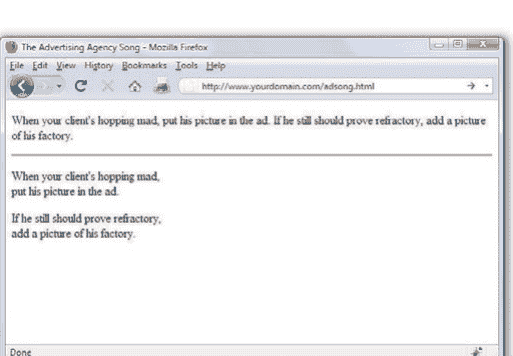 The Advertising Agency Song - Mozilla Firefox
File Edit View History Bookmarks Tools Help
http://www.yourdomain.com/adsong.html
When your client's hopping mad, put his picture in the ad. If he still should prove refractory, add a picture
of his factory.
When your client's hopping mad,
put his picture in the ad.
If he still should prove refractory,
add a picture of his factory.
Done